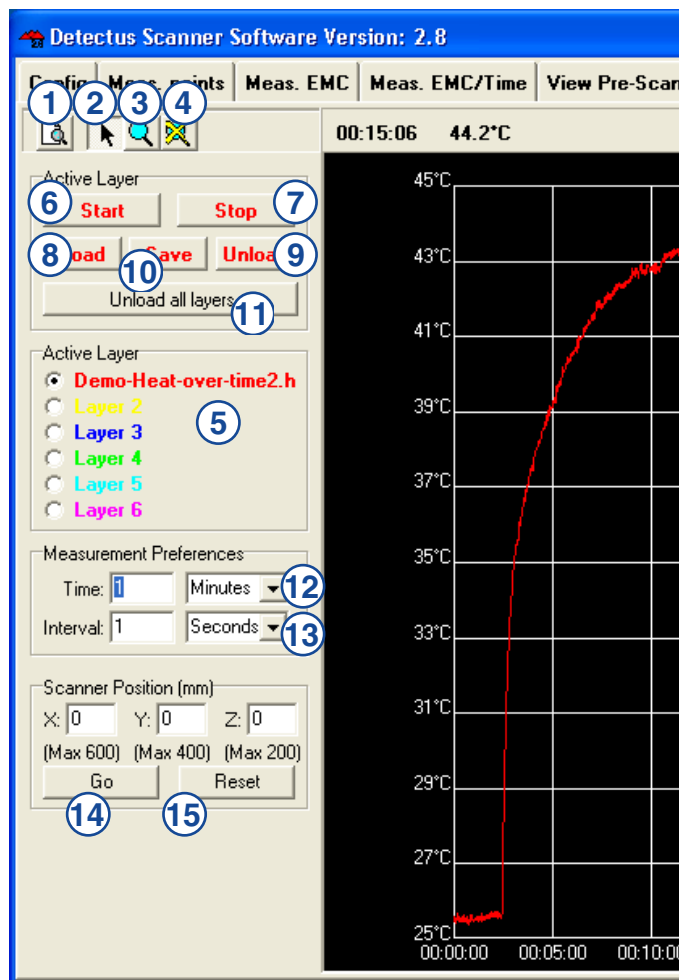 Detectus Scanner Software Version: 2.8
Config Meas. points Meas. EMC Meas. EMC/Time View Pre-Scan
1 2 3 4
00:15:06 44.2°C
Active Layer
6 Start Stop 7
8 Load Save Unload 9
10
Unload all layers
11
Active Layer
Demo-Heat-over-time2.h
Layer 2
5
Layer 3
Layer 4
Layer 5
Layer 6
Measurement Preferences
Time: 1 Minutes 12
Interval: 1 Seconds 13
Scanner Position (mm)
X: 0 Y: 0 Z: 0
(Max 600) (Max 400) (Max 200)
Go Reset
14 15
45°C
43°C
41°C
39°C
37°C
35°C
33°C
31°C
29°C
27°C
25°C
00:00:00 00:05:00 00:10:00